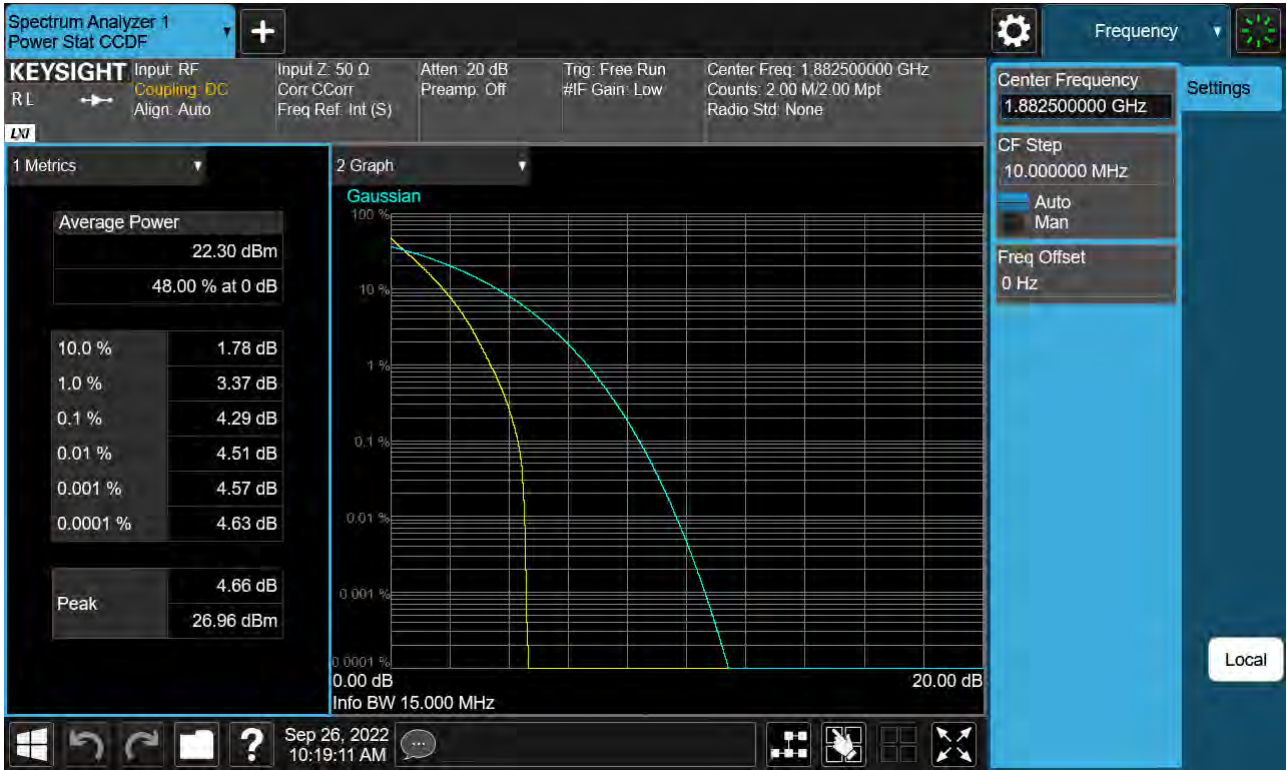 Spectrum Analyzer 1
Power Stat CCDF
+
Frequency
KEYSIGHT
RL
LXI
Input: RF
Coupling: DC
Align: Auto
Input Z: 50 Ω
Corr CCorr
Freq Ref: Int (S)
Atten: 20 dB
Preamp: Off
Trig: Free Run
#IF Gain: Low
Center Freq: 1.882500000 GHz
Counts: 2.00 M/2.00 Mpt
Radio Std: None
Center Frequency
1.882500000 GHz
Settings
CF Step
10.000000 MHz
Auto
Man
Freq Offset
0 Hz
1 Metrics
Average Power
22.30 dBm
48.00 % at 0 dB
10.0 % 1.78 dB
1.0 % 3.37 dB
0.1 % 4.29 dB
0.01 % 4.51 dB
0.001 % 4.57 dB
0.0001 % 4.63 dB
Peak
4.66 dB
26.96 dBm
2 Graph
Gaussian
100 %
10 %
1 %
0.1 %
0.01 %
0.001 %
0.0001 %
0.00 dB 20.00 dB
Info BW 15.000 MHz
Local
?
Sep 26, 2022
10:19:11 AM